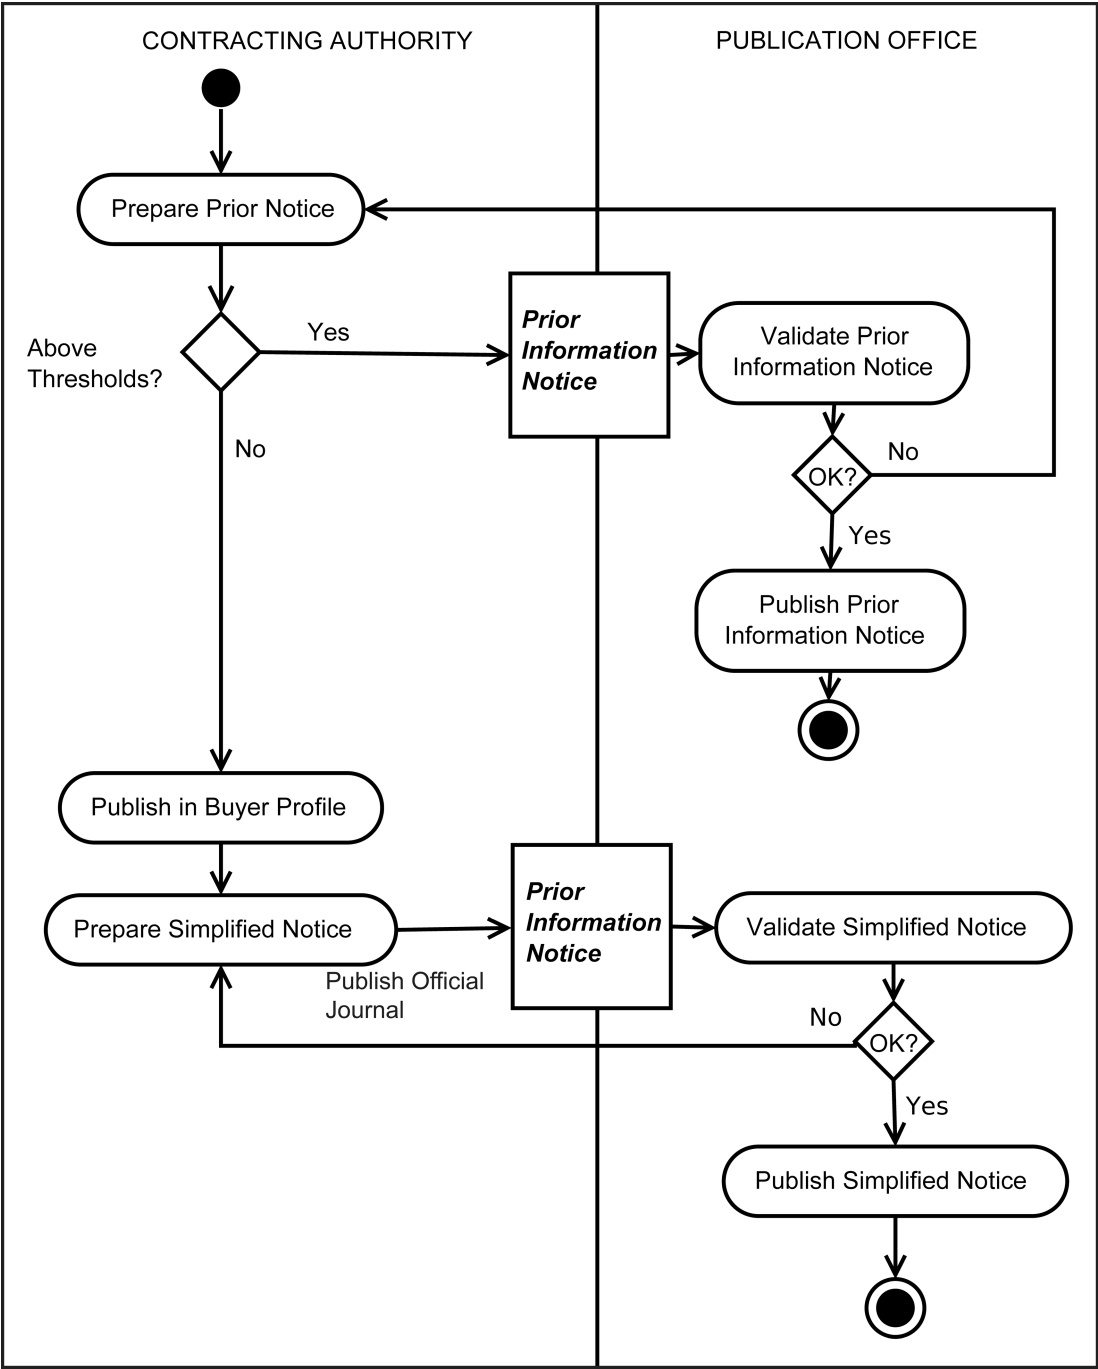 CONTRACTING AUTHORITY
PUBLICATION OFFICE
Prepare Prior Notice
Above
Thresholds?
Yes
No
Prior
Information
Notice
Validate Prior
Information Notice
OK?
No
Yes
Publish Prior
Information Notice
Publish in Buyer Profile
Prepare Simplified Notice
Publish Official
Journal
Prior
Information
Notice
Validate Simplified Notice
No
OK?
Yes
Publish Simplified Notice